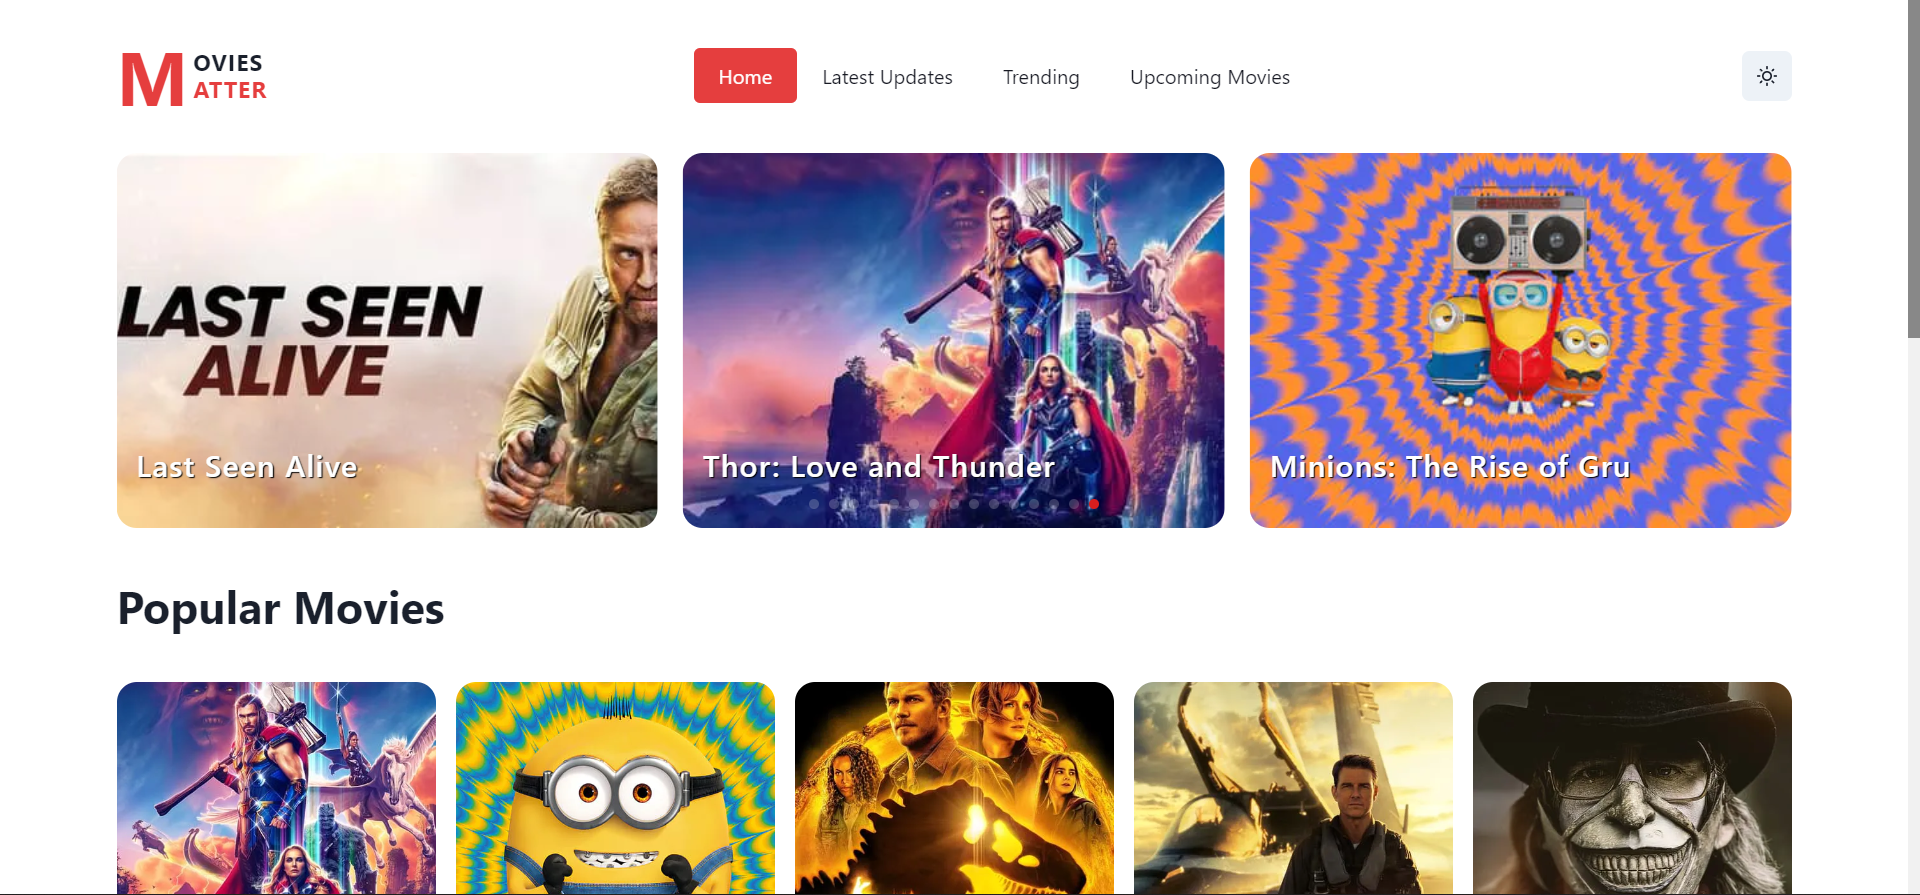 M OVIES
ATTER
Home
Latest Updates
Trending
Upcoming Movies
LAST SEEN
ALIVE
Last Seen Alive
Thor: Love and Thunder
Minions: The Rise of Gru
Popular Movies